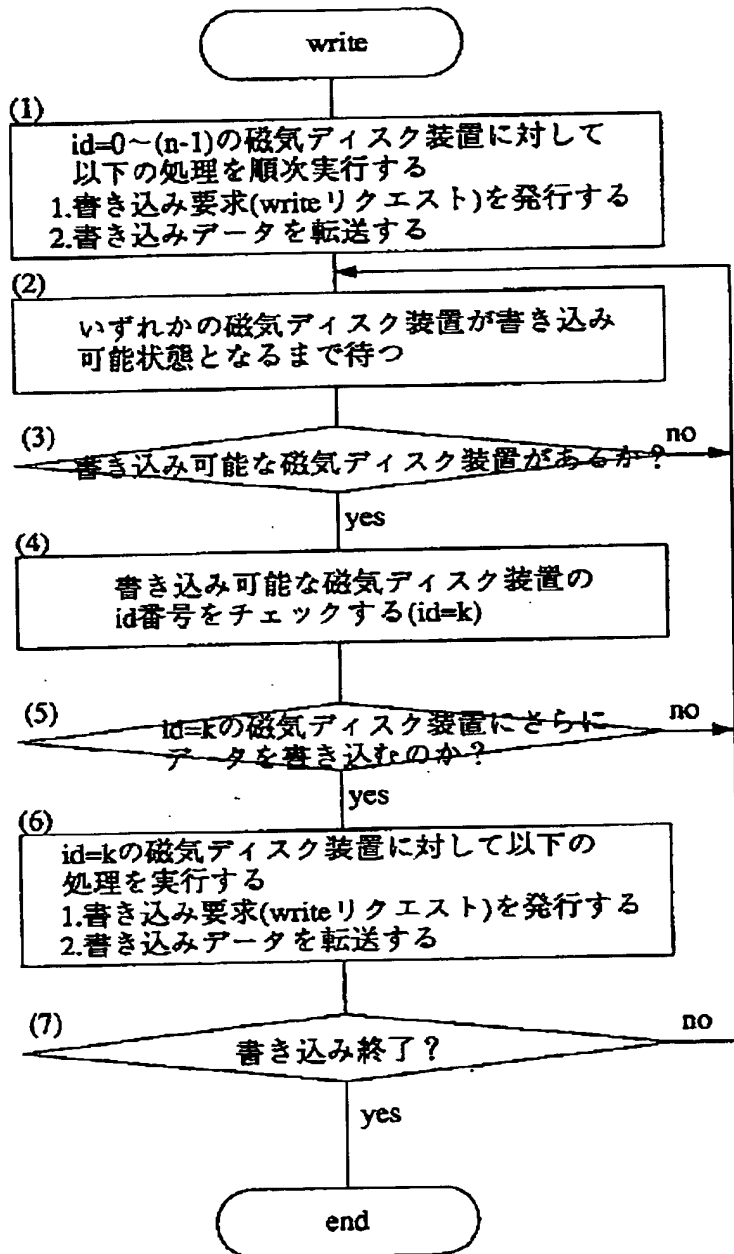 write
(1)
id=0~(n-1)の磁気ディスク装置に対して
以下の処理を順次実行する
1.書き込み要求(writeリクエスト)を発行する
2.書き込みデータを転送する
(2)
いずれかの磁気ディスク装置が書き込み
可能状態となるまで待つ
(3)
書き込み可能な磁気ディスク装置があるか?
no
yes
(4)
書き込み可能な磁気ディスク装置の
id番号をチェックする(id=k)
(5)
id=kの磁気ディスク装置にさらに
データを書き込むのか?
no
yes
(6)
id=kの磁気ディスク装置に対して以下の
処理を実行する
1.書き込み要求(writeリクエスト)を発行する
2.書き込みデータを転送する
(7)
書き込み終了?
no
yes
end